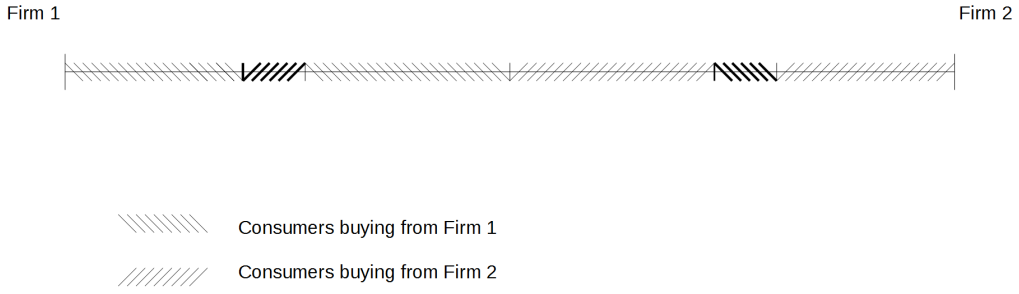 Firm 1
Firm 2
Consumers buying from Firm 1
Consumers buying from Firm 2